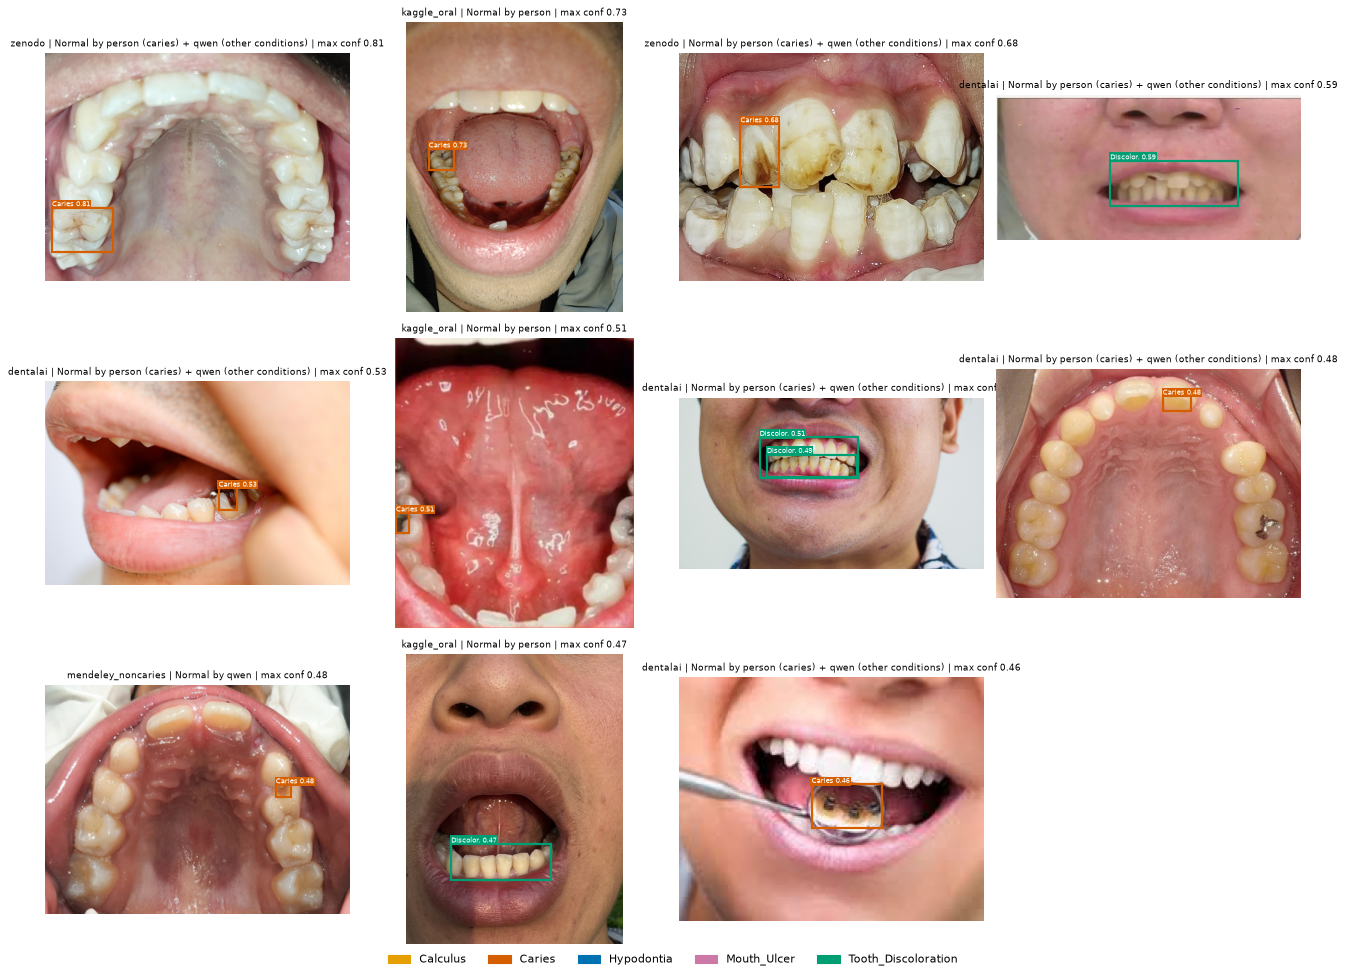 zenodo | Normal by person (caries) + qwen (other conditions) | max conf 0.81
Caries 0.81
kaggle_oral | Normal by person | max conf 0.73
Caries 0.73
zenodo | Normal by person (caries) + qwen (other conditions) | max conf 0.68
Caries 0.68
dentalai | Normal by person (caries) + qwen (other conditions) | max conf 0.59
Discolor. 0.59
dentalai | Normal by person (caries) + qwen (other conditions) | max conf 0.53
Caries 0.53
kaggle_oral | Normal by person | max conf 0.51
Caries 0.51
dentalai | Normal by person (caries) + qwen (other conditions) | max conf
Discolor. 0.51
Discolor. 0.49
dentalai | Normal by person (caries) + qwen (other conditions) | max conf 0.48
Caries 0.48
mendeley_noncaries | Normal by qwen | max conf 0.48
Caries 0.48
kaggle_oral | Normal by person | max conf 0.47
Discolor. 0.47
dentalai | Normal by person (caries) + qwen (other conditions) | max conf 0.46
Caries 0.46
Calculus
Caries
Hypodontia
Mouth_Ulcer
Tooth_Discoloration